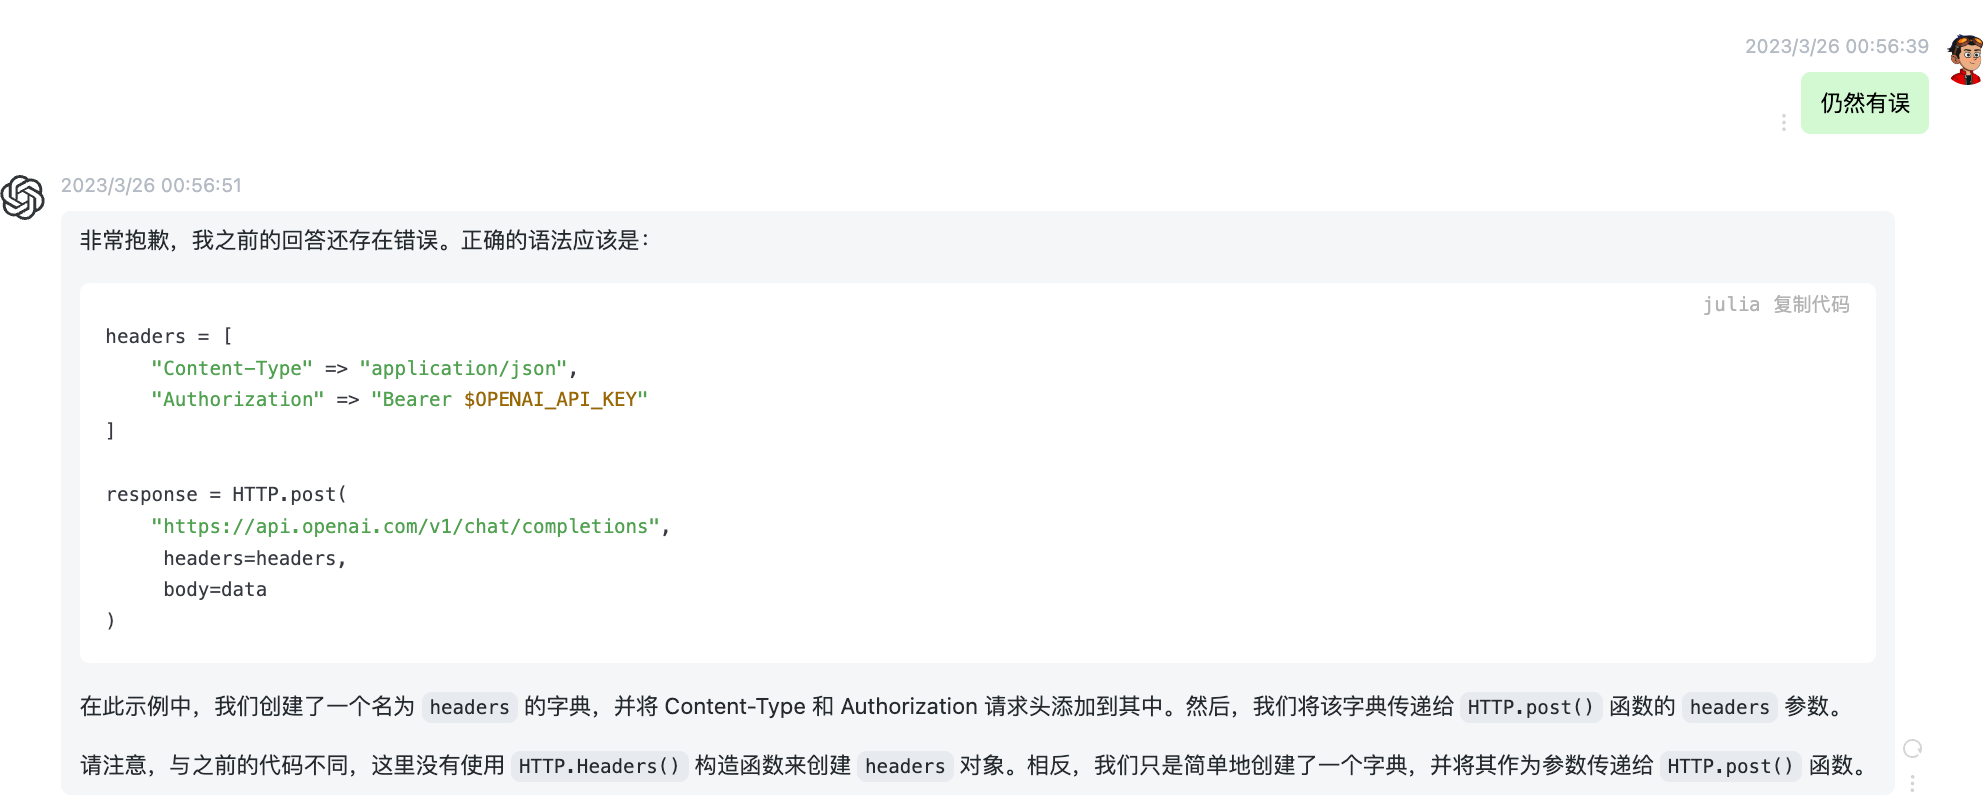 2023/3/26 00:56:39
仍然有误
2023/3/26 00:56:51
非常抱歉，我之前的回答还存在错误。正确的语法应该是：
julia 复制代码
headers = [
    "Content-Type" => "application/json",
    "Authorization" => "Bearer $OPENAI_API_KEY"
]
response = HTTP.post(
    "https://api.openai.com/v1/chat/completions",
     headers=headers,
     body=data
)
在此示例中，我们创建了一个名为 headers 的字典，并将 Content-Type 和 Authorization 请求头添加到其中。然后，我们将该字典传递给 HTTP.post() 函数的 headers 参数。
请注意，与之前的代码不同，这里没有使用 HTTP.Headers() 构造函数来创建 headers 对象。相反，我们只是简单地创建了一个字典，并将其作为参数传递给 HTTP.post() 函数。